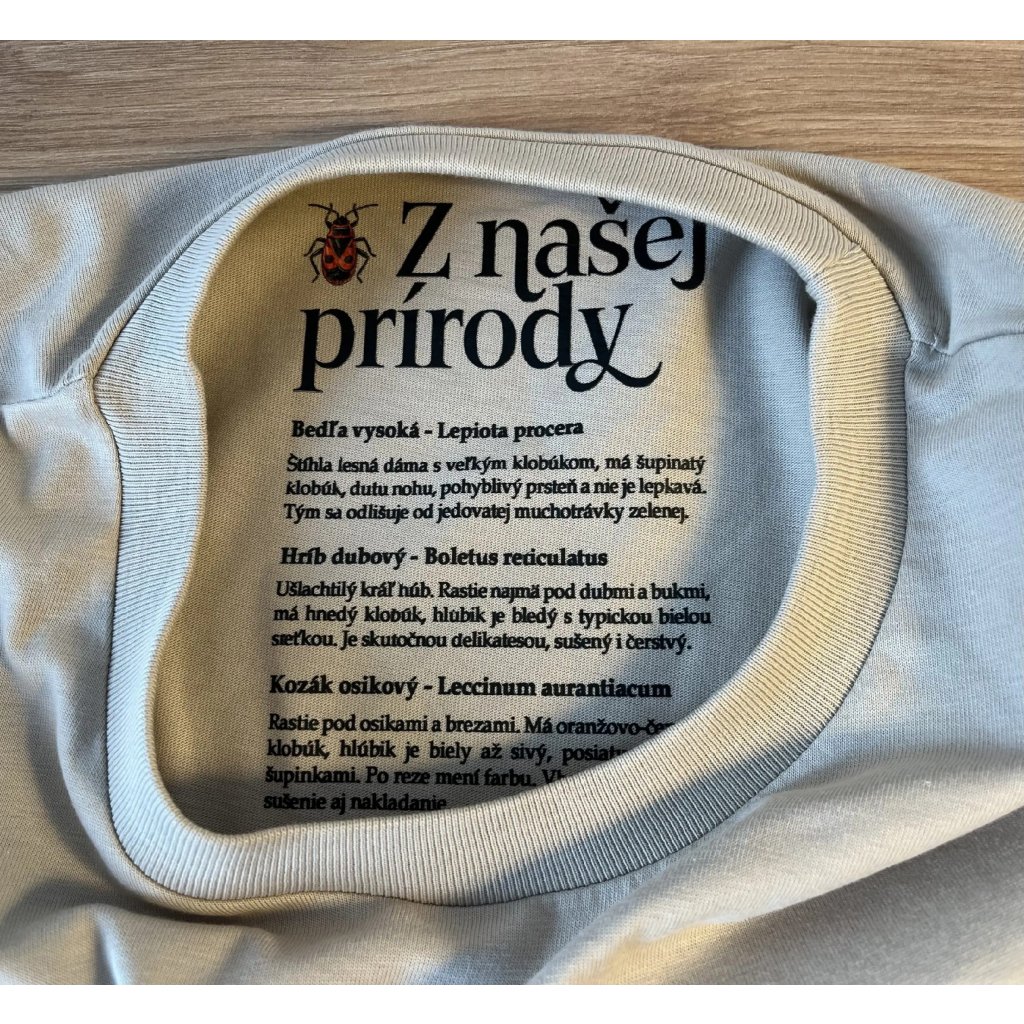 Z našej
prírody
Bedľa vysoká - Lepiota procera
Štíhla lesná dáma s veľkým klobúkom, má šupinatý
klobúk, dutu nohu, pohyblivý prsteň a nie je lepkavá.
Tým sa odlišuje od jedovatej muchotrávky zelenej.
Hríb dubový - Boletus reticulatus
Ušlachtilý kráľ húb. Rastie najmä pod dubmi a bukmi,
má hnedý klobúk, hlúbik je bledý s typickou bielou
sieťkou. Je skutočnou delikatesou, sušený i čerstvý.
Kozák osikový - Leccinum aurantiacum
Rastie pod osikami a brezami. Má
klobúk, hlúbik je biely až sivý,
šupinkami. Po reze mení farbu.
sušenie aj nakladanie